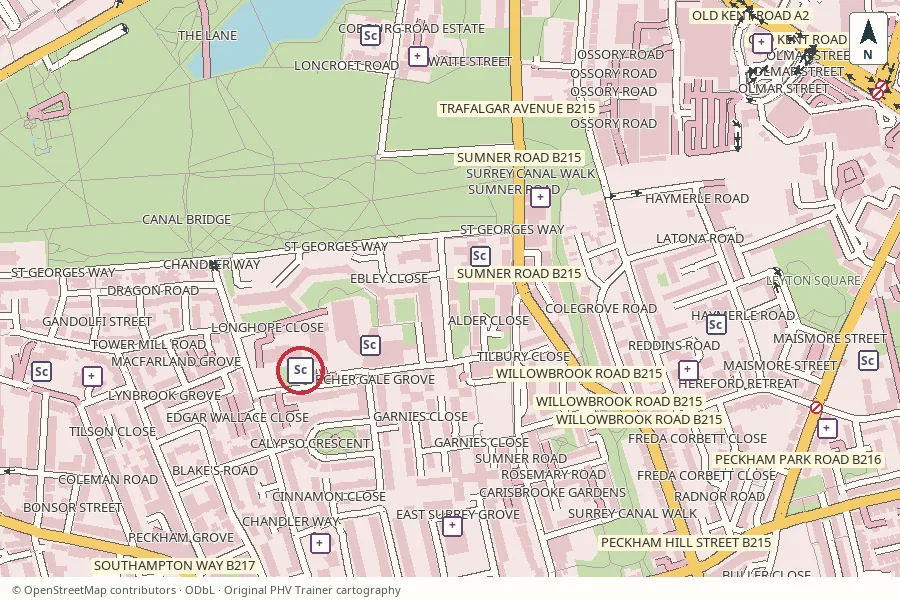 OLD KENT ROAD A2
THE LANE
Sc
LONCROFT ROAD
WAITE STREET
OSSORY ROAD
N
OSSORY ROAD
OSSORY ROAD
OLMAR STREET
TRAFALGAR AVENUE B215
OSSORY ROAD
SUMNER ROAD B215
SURREY CANAL WALK
SUMNER ROAD
HAYMERLE ROAD
CANAL BRIDGE
ST GEORGES WAY
LATONA ROAD
ST GEORGES WAY
Sc
CHANDLER WAY
ST GEORGES WAY
SUMNER ROAD B215
EBLEY CLOSE
LEYTON SQUARE
DRAGON ROAD
COLEGROVE ROAD
GANDOLFI STREET
LONGHOPE CLOSE
ALDER CLOSE
Sc
MAISMORE STREET
TOWER MILL ROAD
Sc
REDDINS ROAD
MACFARLAND GROVE
TILBURY CLOSE
Sc
MAISMORE STREET
Sc
Sc
WILLOWBROOK ROAD B215
HEREFORD RETREAT
LYNBROOK GROVE
WILLOWBROOK ROAD B215
EDGAR WALLACE CLOSE
GARNIES CLOSE
WILLOWBROOK ROAD B215
TILSON CLOSE
CALYPSO CRESCENT
GARNIES CLOSE
FREDA CORBETT CLOSE
SUMNER ROAD
PECKHAM PARK ROAD B216
BLAKE'S ROAD
COLEMAN ROAD
ROSEMARY ROAD
FREDA CORBETT CLOSE
CINNAMON CLOSE
CARISBROOKE GARDENS
RADNOR ROAD
BONSOR STREET
CHANDLER WAY
EAST SURREY GROVE
SURREY CANAL WALK
PECKHAM GROVE
PECKHAM HILL STREET B215
SOUTHAMPTON WAY B217
© OpenStreetMap contributors · ODbL · Original PHV Trainer cartography